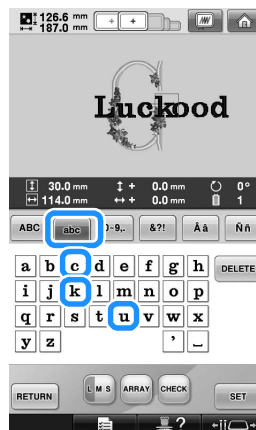 126.6 mm
187.0 mm
Luckood
30.0 mm + 0.0 mm 0°
114.0 mm + 0.0 mm 1
ABC abc 0-9,. &?! Ââ Ññ
a b c d e f g h DELETE
i j k l m n o p
q r s t u v w x
y z ’ _
RETURN L M S ARRAY CHECK SET
?